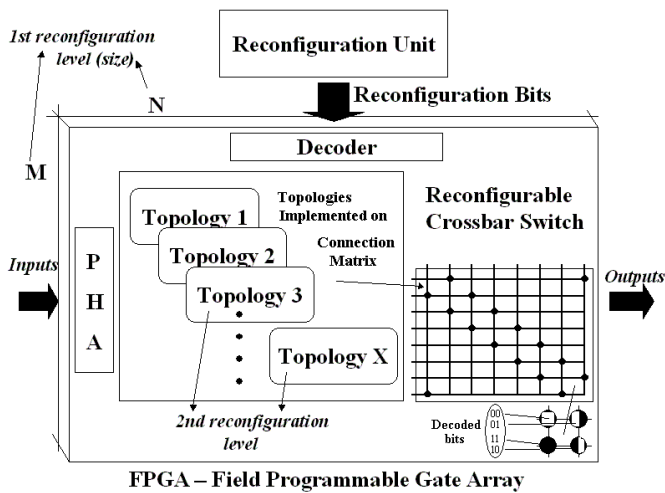 1st reconfiguration
level (size)
Reconfiguration Unit
N
Reconfiguration Bits
M
Decoder
Topology 1
Topology 2
Topology 3
Topology X
Topologies
Implemented on
Connection
Matrix
Reconfigurable
Crossbar Switch
Inputs
P
H
A
Outputs
2nd reconfiguration
level
Decoded
bits
00
01
11
10
FPGA – Field Programmable Gate Array